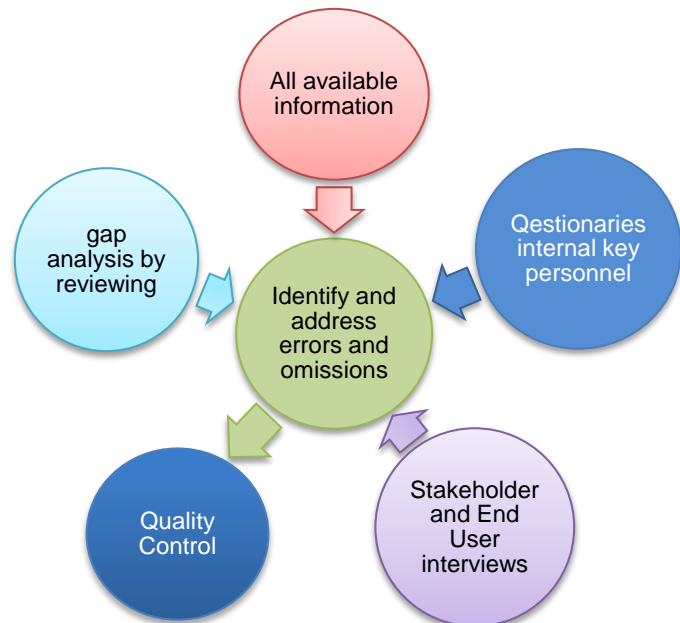 All available
information
Qestionaries
internal key
personnel
gap
analysis by
reviewing
Identify and
address
errors and
omissions
Stakeholder
and End
User
interviews
Quality
Control